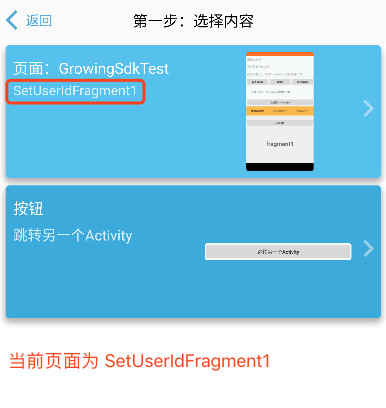 返回
第一步：选择内容
页面：GrowingSdkTest
SetUserIdFragment1
fragment1
按钮
跳转另一个Activity
跳转另一个Activity
当前页面为 SetUserIdFragment1